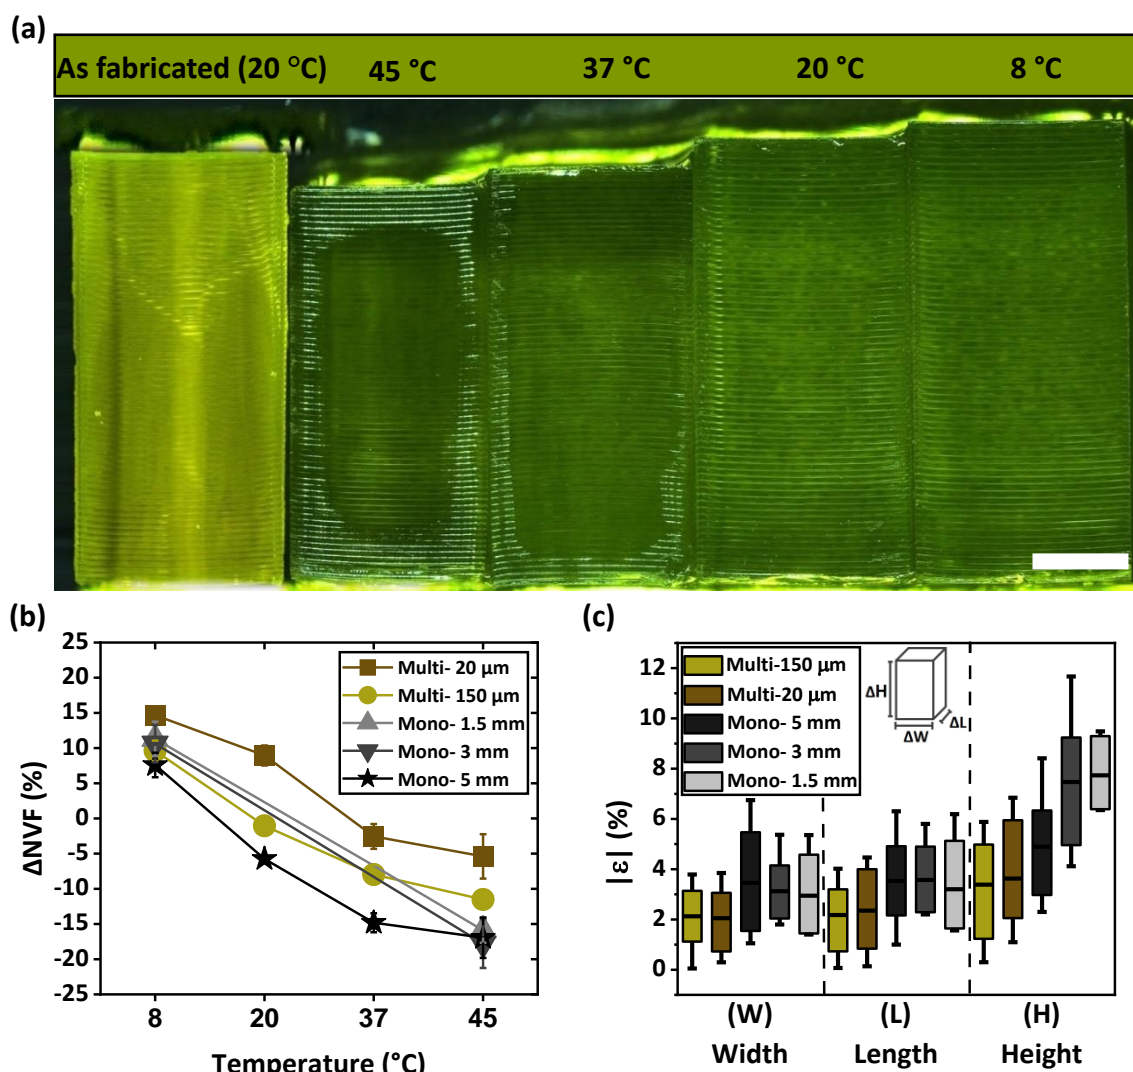 (a)
As fabricated (20 °C) 45 °C 37 °C 20 °C 8 °C
(b)
25
20
15
10
5
0
-5
-10
-15
-20
-25
ΔNVF (%)
8 20 37 45
Temperature (°C)
Multi- 20 µm
Multi- 150 µm
Mono- 1.5 mm
Mono- 3 mm
Mono- 5 mm
(c)
12
10
8
6
4
2
0
|ε| (%)
Multi-150 µm
Multi-20 µm
Mono- 5 mm
Mono- 3 mm
Mono- 1.5 mm
ΔH
ΔL
ΔW
(W) (L) (H)
Width Length Height